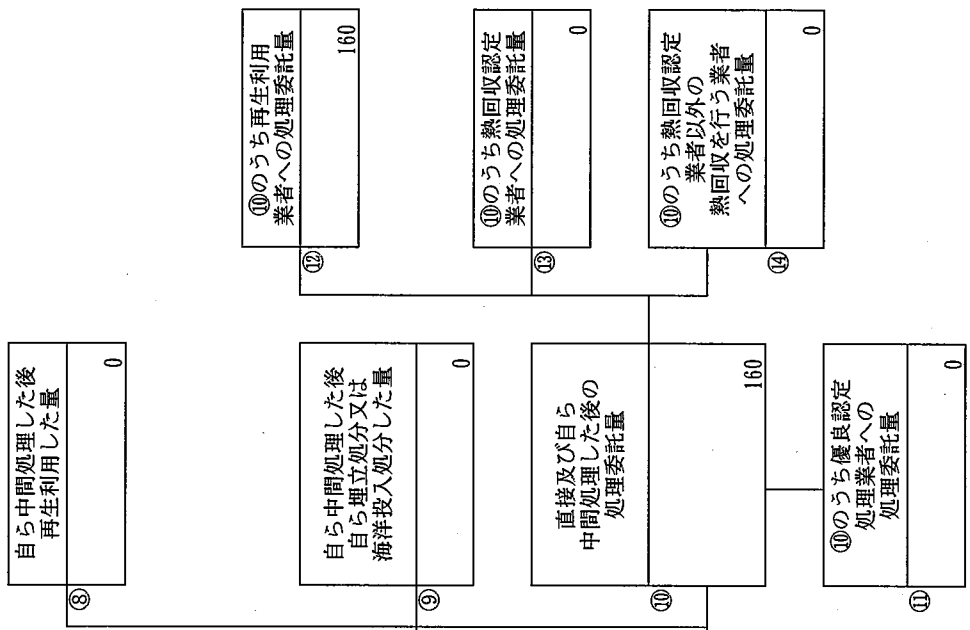 ⑧
自ら中間処理した後
再生利用した量
0
⑨
自ら中間処理した後
自ら埋立処分又は
海洋投入処分した量
0
⑩
直接及び自ら
中間処理した後の
処理委託量
160
⑪
⑩のうち優良認定
処理業者への
処理委託量
0
⑫
⑩のうち再生利用
業者への処理委託量
160
⑬
⑩のうち熱回収認定
業者への処理委託量
0
⑭
⑩のうち熱回収認定
業者以外の
熱回収を行う業者
への処理委託量
0